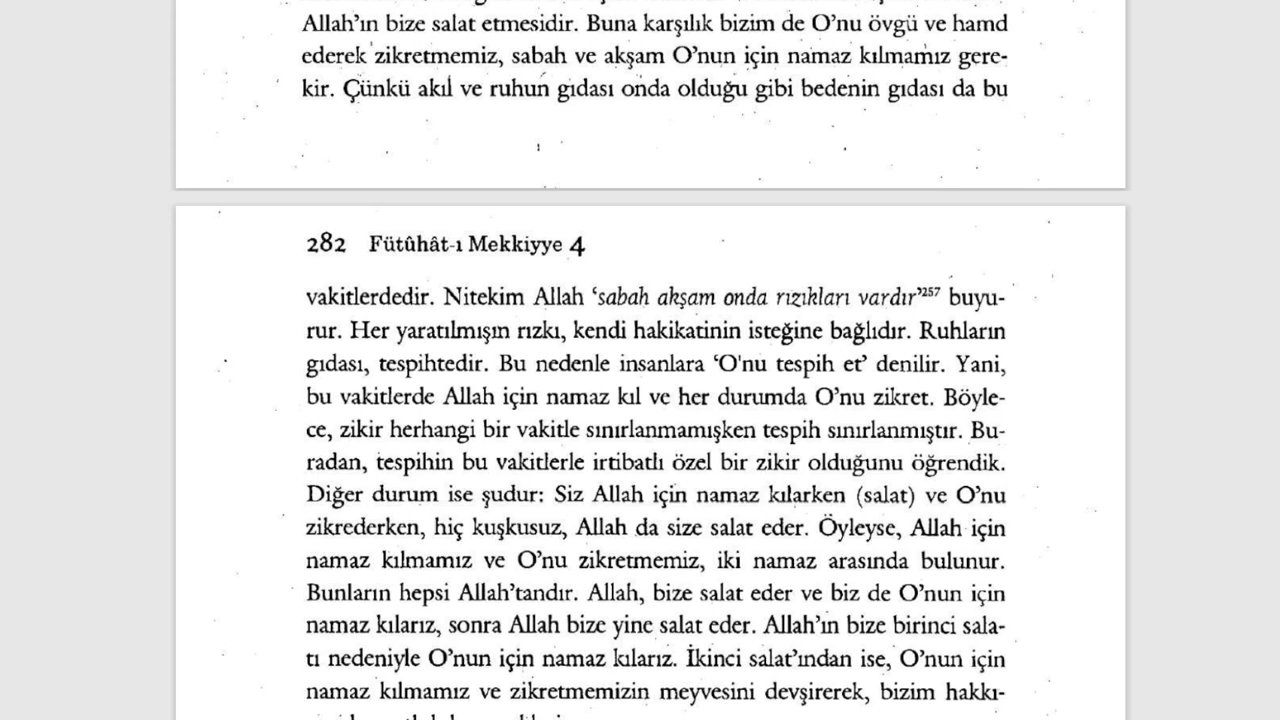 Allah'ın bize salat etmesidir. Buna karşılık bizim de O'nu övgü ve hamd
ederek zikretmemiz, sabah ve akşam O'nun için namaz kılmamız gere-
kir. Çünkü akıl ve ruhun gıdası onda olduğu gibi bedenin gıdası da bu
282 Fütûhât-ı Mekkiyye 4
vakitlerdedir. Nitekim Allah 'sabah akşam onda rızıkları vardır'257 buyu-
rur. Her yaratılmışın rızkı, kendi hakikatinin isteğine bağlıdır. Ruhların
gıdası, tespihtedir. Bu nedenle insanlara 'O'nu tespih et' denilir. Yani,
bu vakitlerde Allah için namaz kıl ve her durumda O'nu zikret. Böyle-
ce, zikir herhangi bir vakitle sınırlanmamışken tespih sınırlanmıştır. Bu-
radan, tespihin bu vakitlerle irtibatlı özel bir zikir olduğunu öğrendik.
Diğer durum ise şudur: Siz Allah için namaz kılarken (salat) ve O'nu
zikrederken, hiç kuşkusuz, Allah da size salat eder. Öyleyse, Allah için
namaz kılmamız ve O'nu zikretmemiz, iki namaz arasında bulunur.
Bunların hepsi Allah'tandır. Allah, bize salat eder ve biz de O'nun için
namaz kılarız, sonra Allah bize yine salat eder. Allah'ın bize birinci sala-
tı nedeniyle O'nun için namaz kılarız. İkinci salat'ından ise, O'nun için
namaz kılmamız ve zikretmemizin meyvesini devşirerek, bizim hakkı-